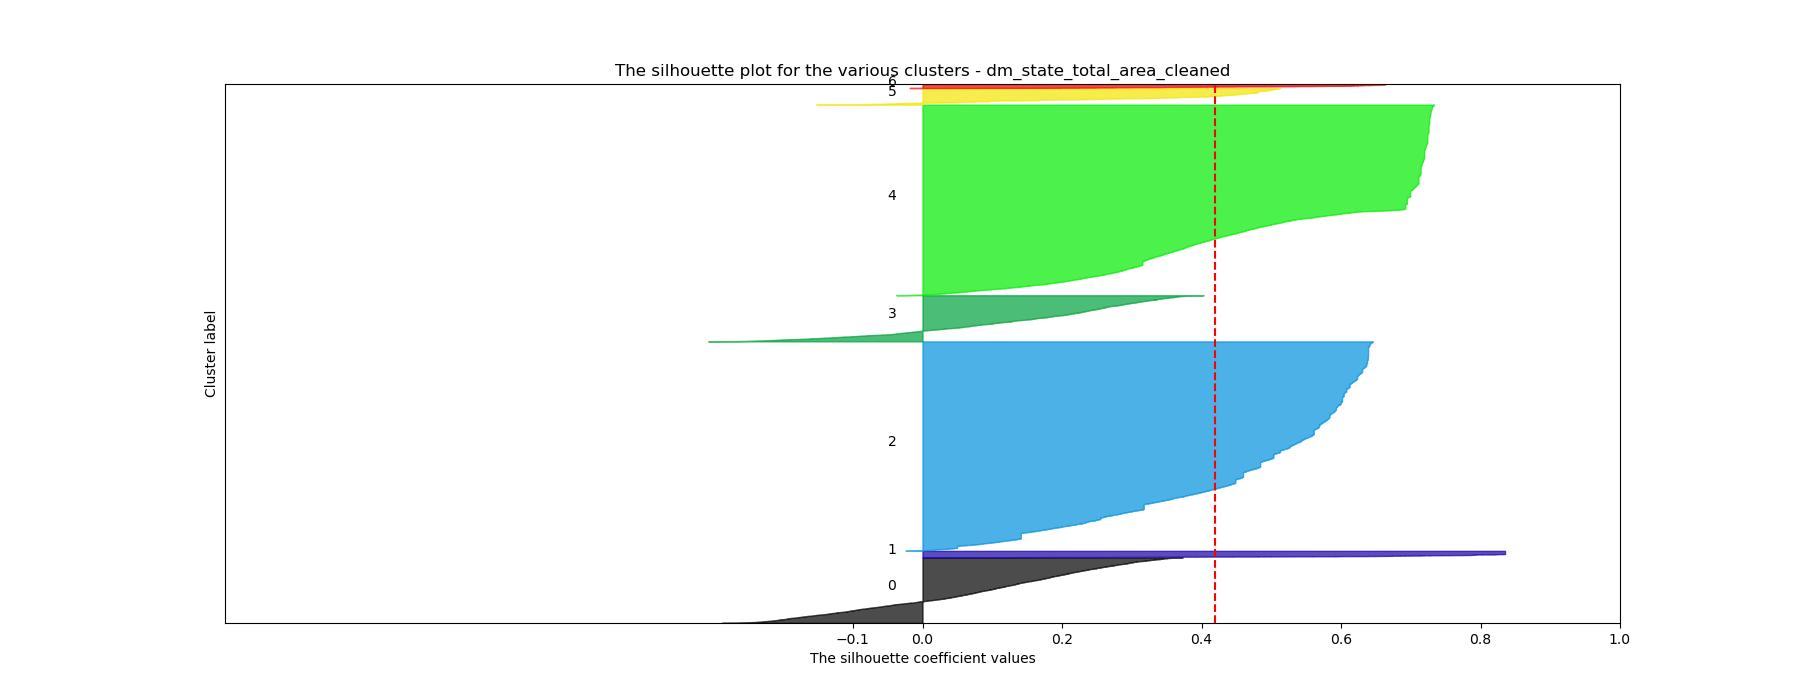 The silhouette plot for the various clusters - dm_state_total_area_cleaned
6
5
4
3
2
1
0
Cluster label
−0.1 0.0 0.2 0.4 0.6 0.8 1.0
The silhouette coefficient values